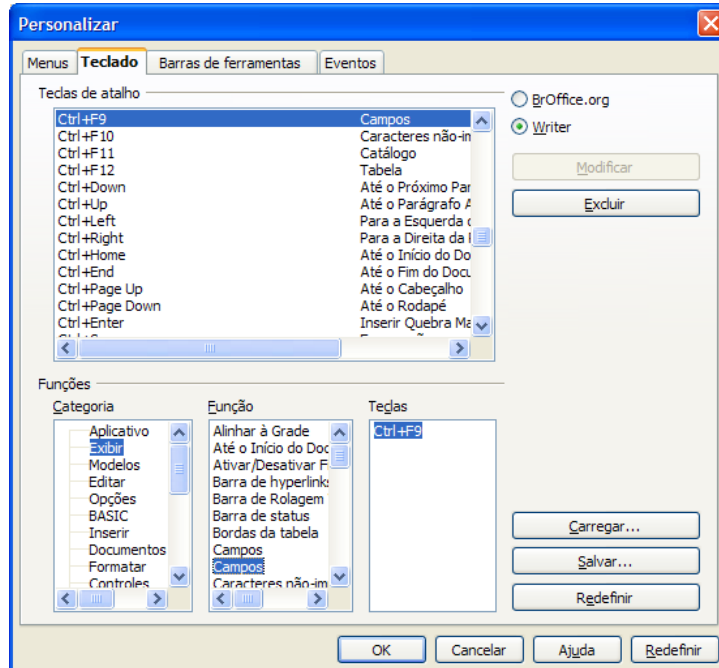 Personalizar
Menus Teclado Barras de ferramentas Eventos
Teclas de atalho
Ctrl+F9 Campos
Ctrl+F10 Caracteres não-im
Ctrl+F11 Catálogo
Ctrl+F12 Tabela
Ctrl+Down Até o Próximo Par
Ctrl+Up Até o Parágrafo A
Ctrl+Left Para a Esquerda d
Ctrl+Right Para a Direita da
Ctrl+Home Até o Início do Do
Ctrl+End Até o Fim do Docu
Ctrl+Page Up Até o Cabeçalho
Ctrl+Page Down Até o Rodapé
Ctrl+Enter Inserir Quebra Ma
BrOffice.org
Writer
Modificar
Excluir
Funções
Categoria
Aplicativo
Exibir
Modelos
Editar
Opções
BASIC
Inserir
Documentos
Formatar
Controles
Função
Alinhar à Grade
Até o Início do Doc
Ativar/Desativar F
Barra de hyperlink
Barra de Rolagem
Barra de status
Bordas da tabela
Campos
Campos
Caracteres não-im
Teclas
Ctrl+F9
Carregar...
Salvar...
Redefinir
OK Cancelar Ajuda Redefinir